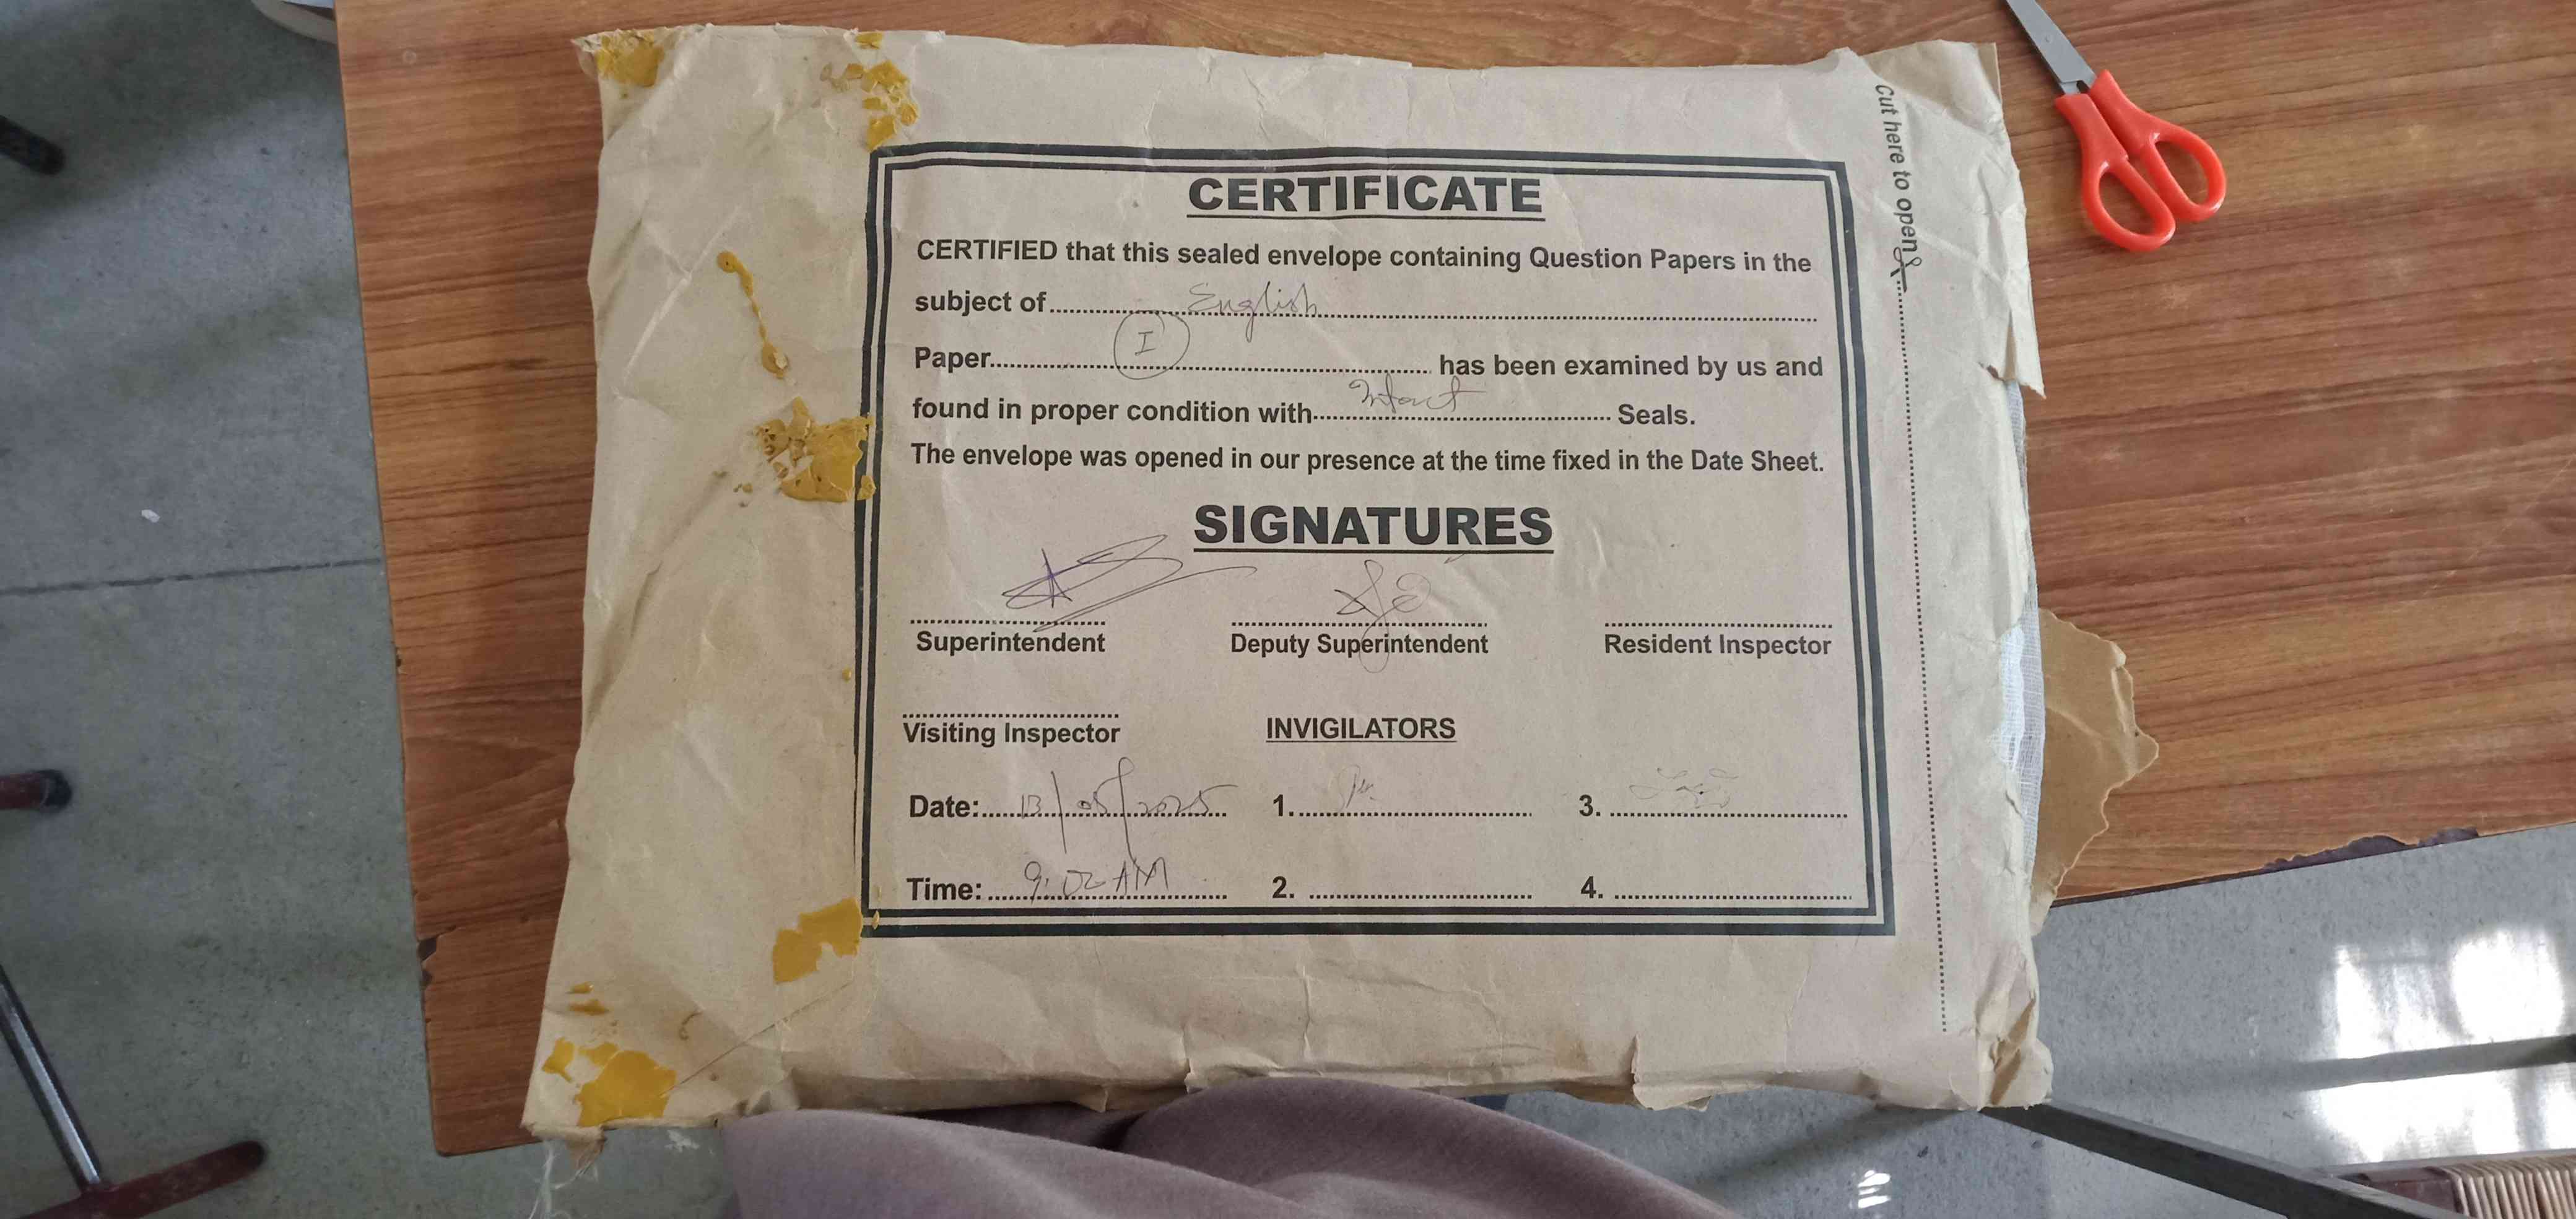 CERTIFICATE
CERTIFIED that this sealed envelope containing Question Papers in the
subject of English
Paper I has been examined by us and
found in proper condition with Intact Seals.
The envelope was opened in our presence at the time fixed in the Date Sheet.
SIGNATURES
Superintendent Deputy Superintendent Resident Inspector
Visiting Inspector INVIGILATORS
Date: 13/05/2025 1. 3.
Time: 9:02 AM 2. 4.
Cut here to open